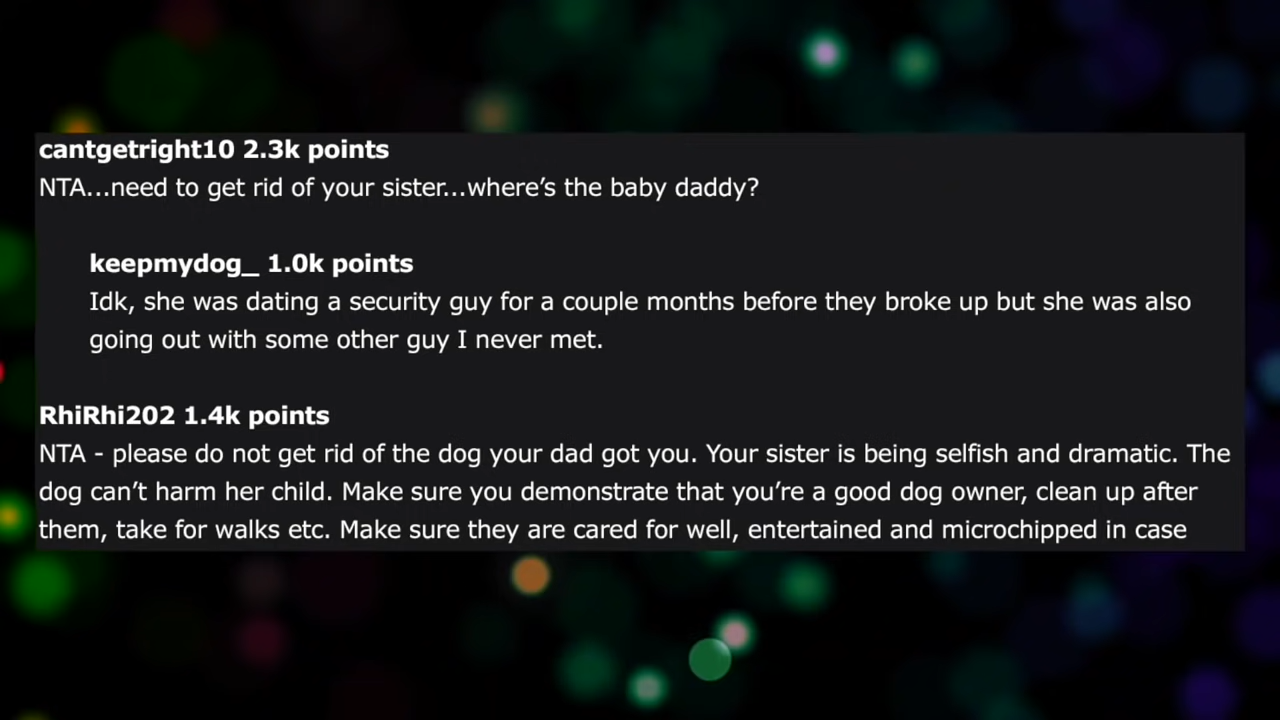 cantgetright10 2.3k points
NTA...need to get rid of your sister...where’s the baby daddy?
keepmydog_ 1.0k points
Idk, she was dating a security guy for a couple months before they broke up but she was also
going out with some other guy I never met.
RhiRhi202 1.4k points
NTA - please do not get rid of the dog your dad got you. Your sister is being selfish and dramatic. The
dog can’t harm her child. Make sure you demonstrate that you’re a good dog owner, clean up after
them, take for walks etc. Make sure they are cared for well, entertained and microchipped in case